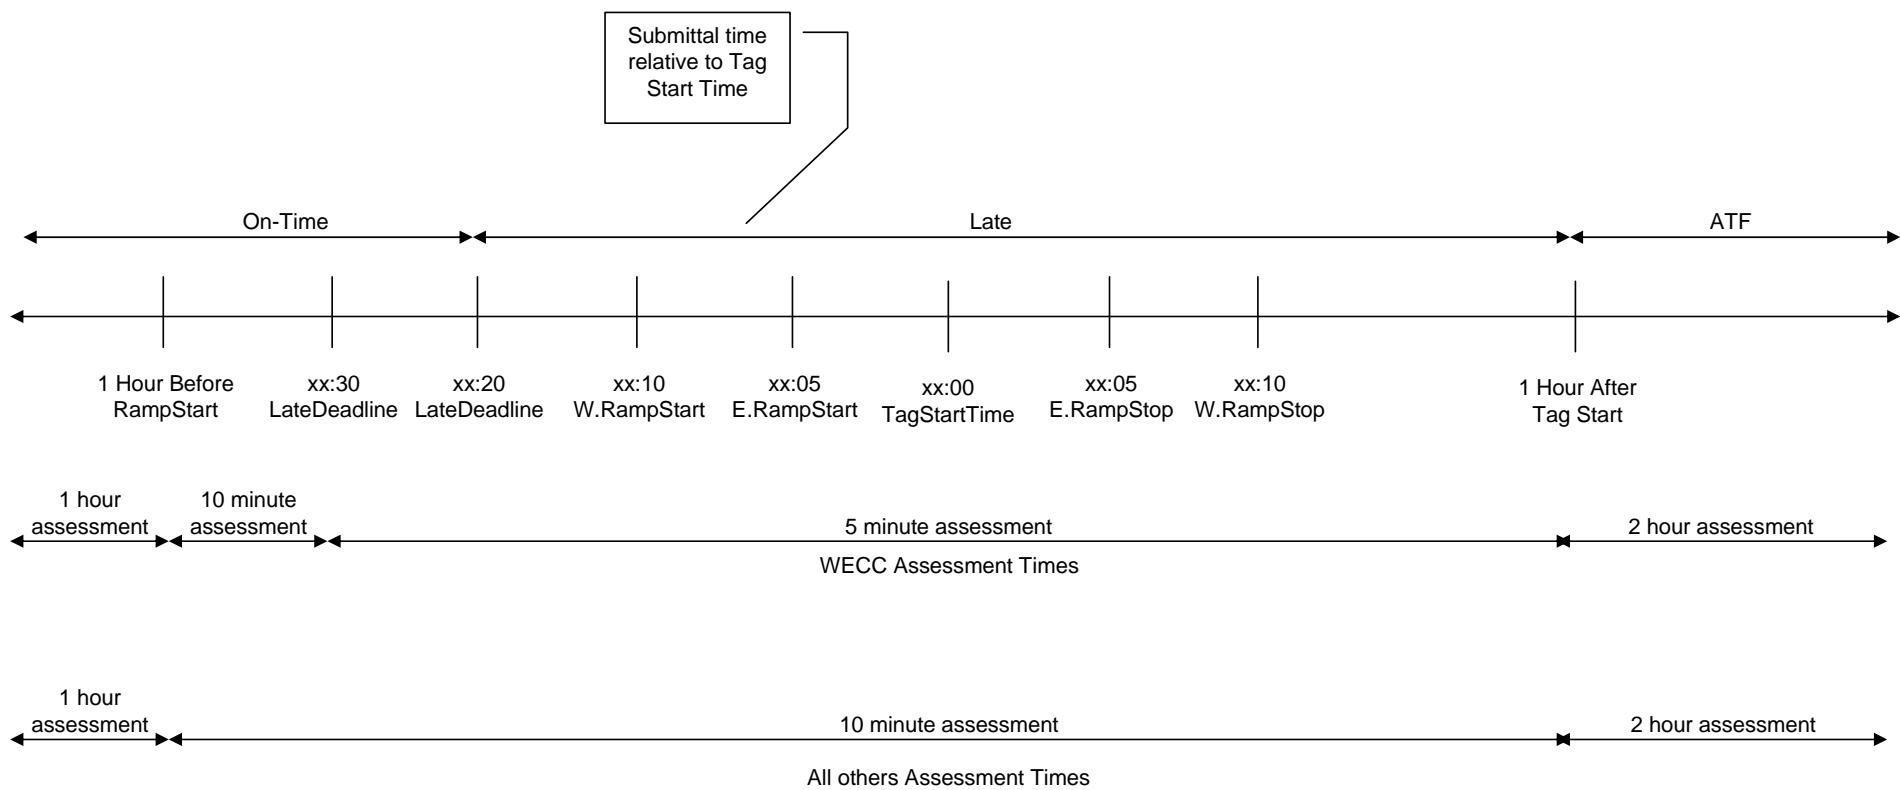 Submittal time
relative to Tag
Start Time
On-Time
Late
ATF
1 Hour Before
RampStart
xx:30
LateDeadline
xx:20
LateDeadline
xx:10
W.RampStart
xx:05
E.RampStart
xx:00
TagStartTime
xx:05
E.RampStop
xx:10
W.RampStop
1 Hour After
Tag Start
1 hour
assessment
10 minute
assessment
5 minute assessment
2 hour assessment
WECC Assessment Times
1 hour
assessment
10 minute assessment
2 hour assessment
All others Assessment Times